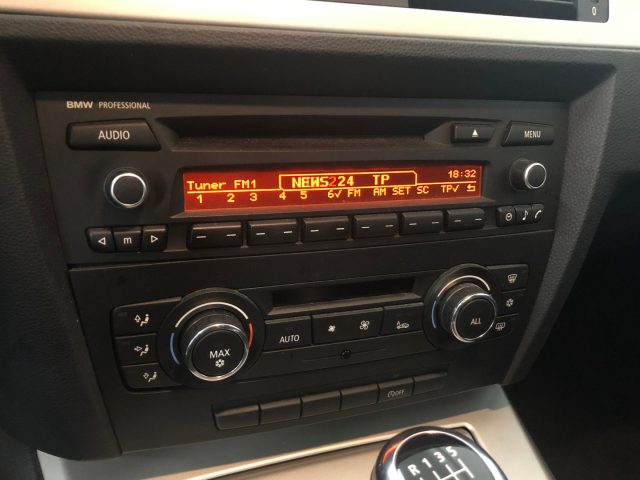 0
BMW PROFESSIONAL
AUDIO
MENU
NEWS224 TP
18:32
Tuner FM1
1 2 3 4 5 6✓FM AM SET SC TP✓
m
MAX
AUTO
ALL
OFF
R 1 3 5